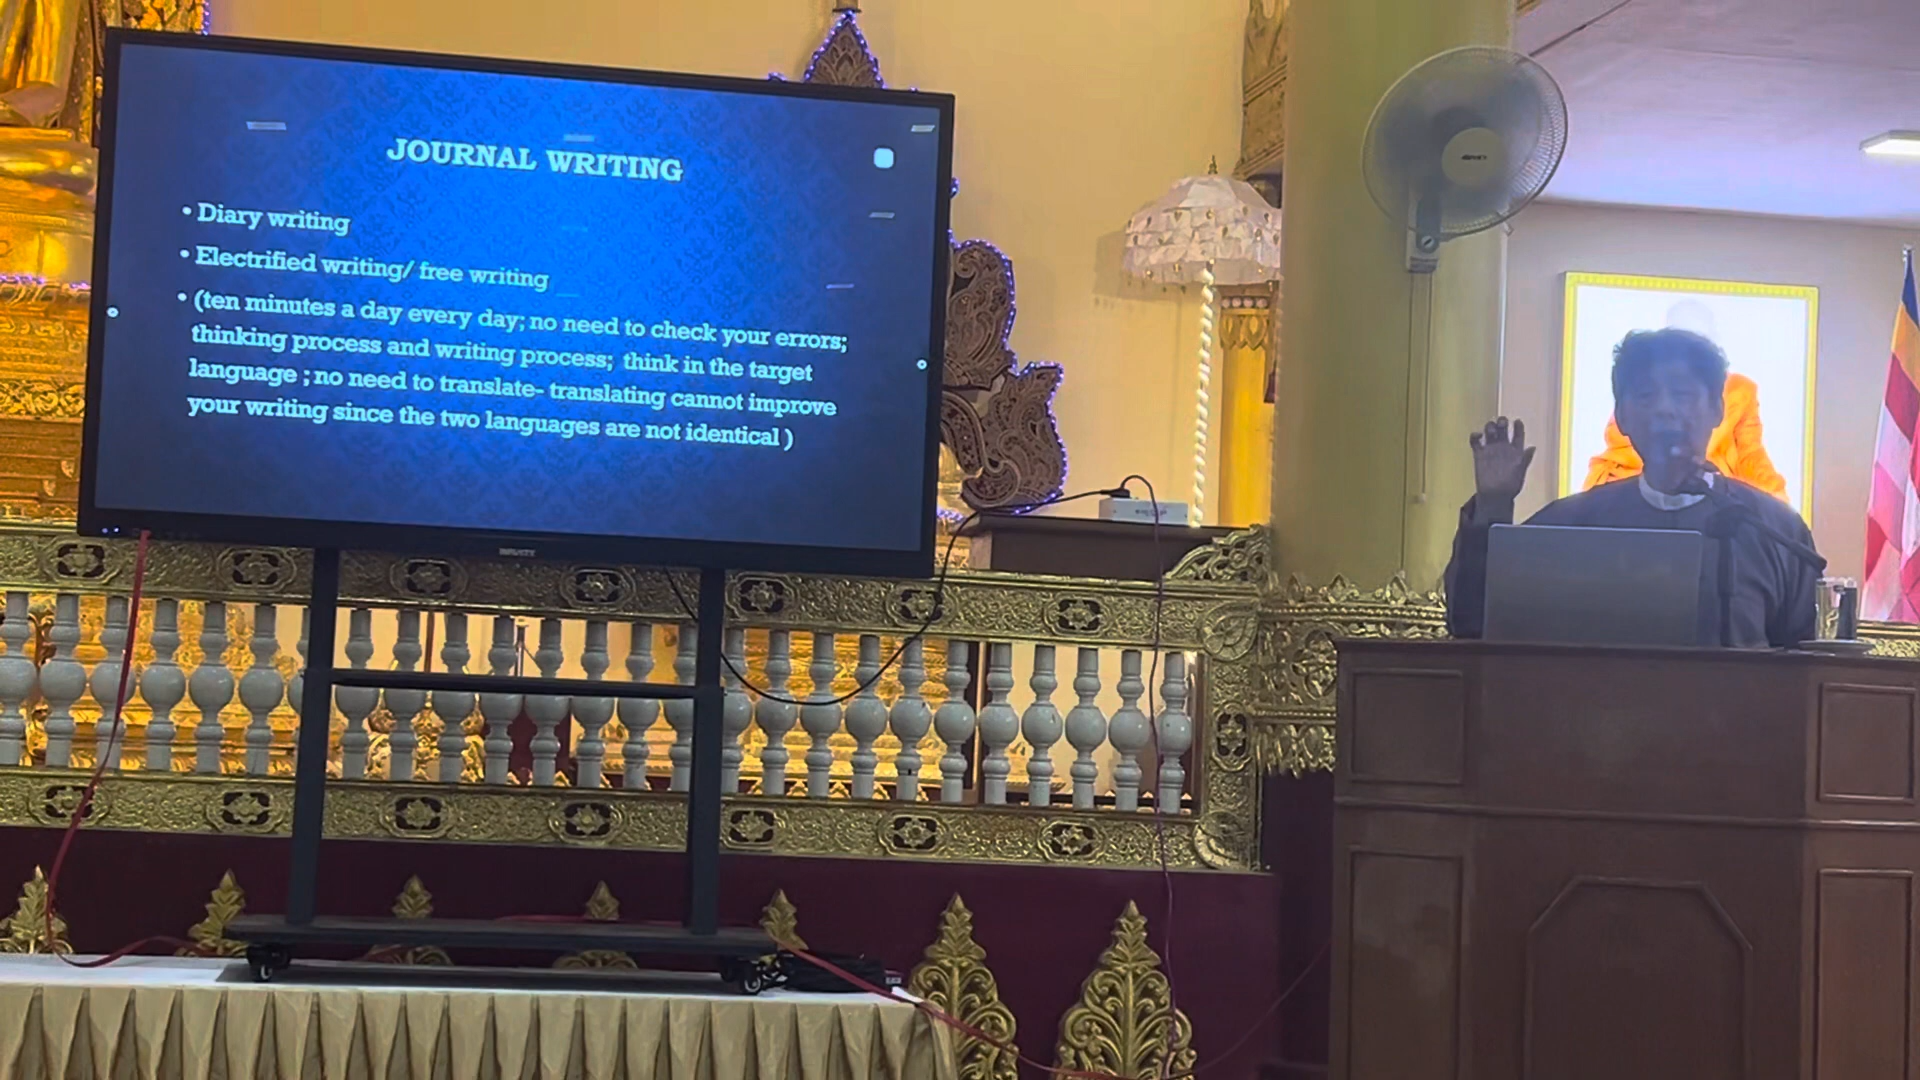 JOURNAL WRITING
• Diary writing
• Electrified writing/ free writing
• (ten minutes a day every day; no need to check your errors;
thinking process and writing process; think in the target
language ; no need to translate- translating cannot improve
your writing since the two languages are not identical )